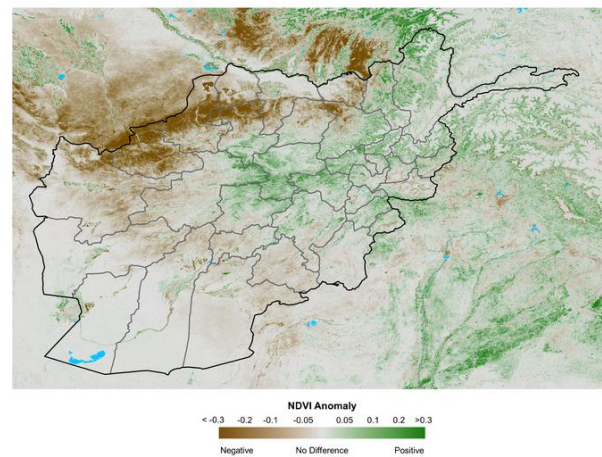 NDVI Anomaly
< -0.3 -0.2 -0.1 -0.05 0.05 0.1 0.2 >0.3
Negative No Difference Positive